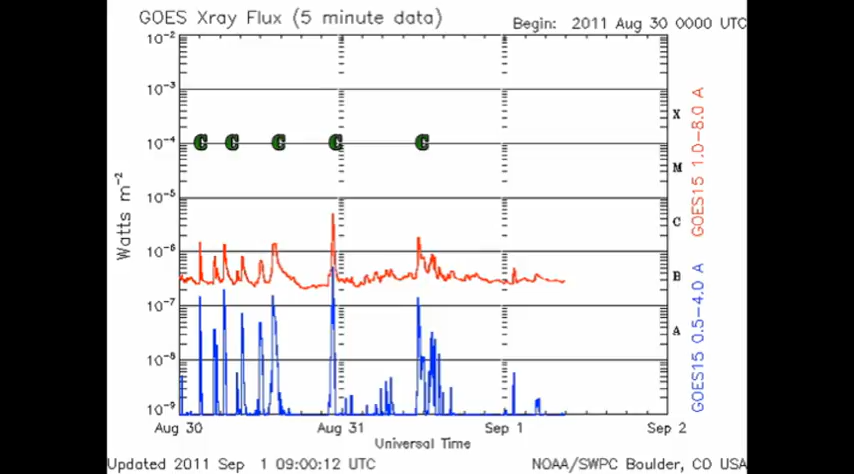 GOES Xray Flux (5 minute data)
Begin: 2011 Aug 30 0000 UTC
10-2
10-3
X
C C C C C
10-4
M
10-5
C
10-6
B
10-7
A
10-8
10-9
Watts m-2
GOES15 1.0-8.0 A
GOES15 0.5-4.0 A
Aug 30 Aug 31 Sep 1 Sep 2
Universal Time
Updated 2011 Sep 1 09:00:12 UTC
NOAA/SWPC Boulder, CO USA